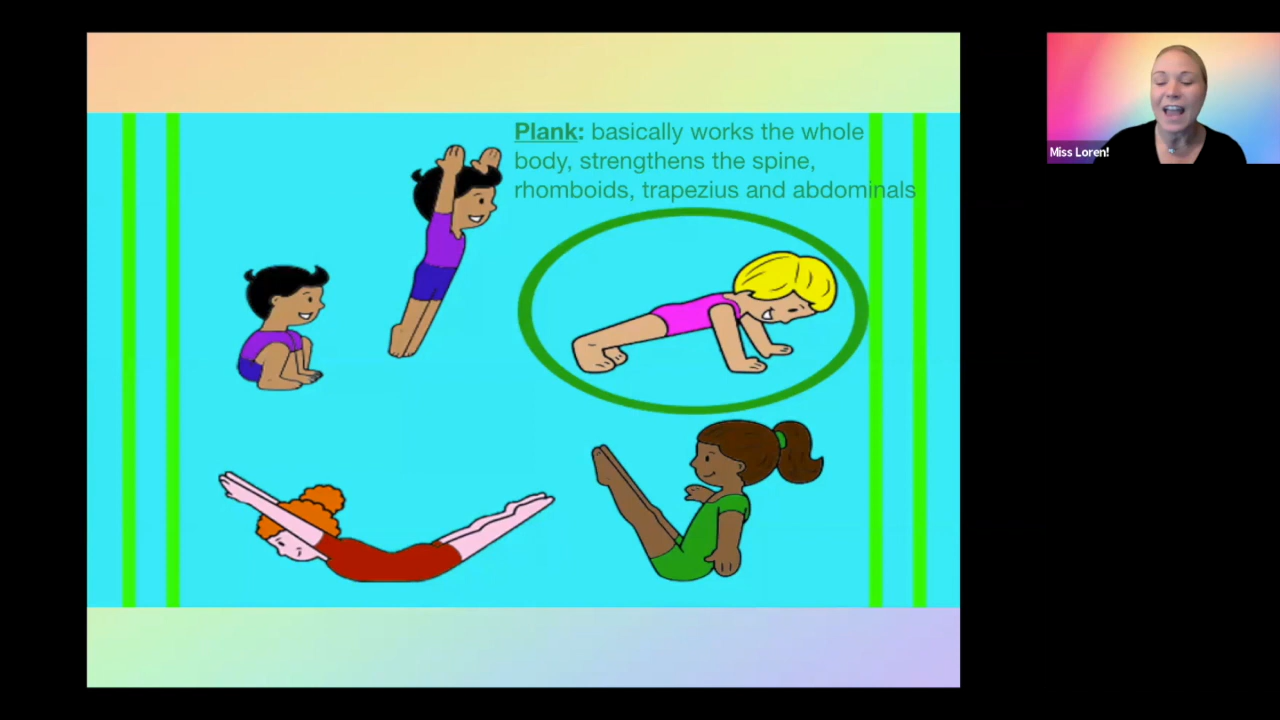 Plank: basically works the whole
body, strengthens the spine,
rhomboids, trapezius and abdominals
Miss Loren!